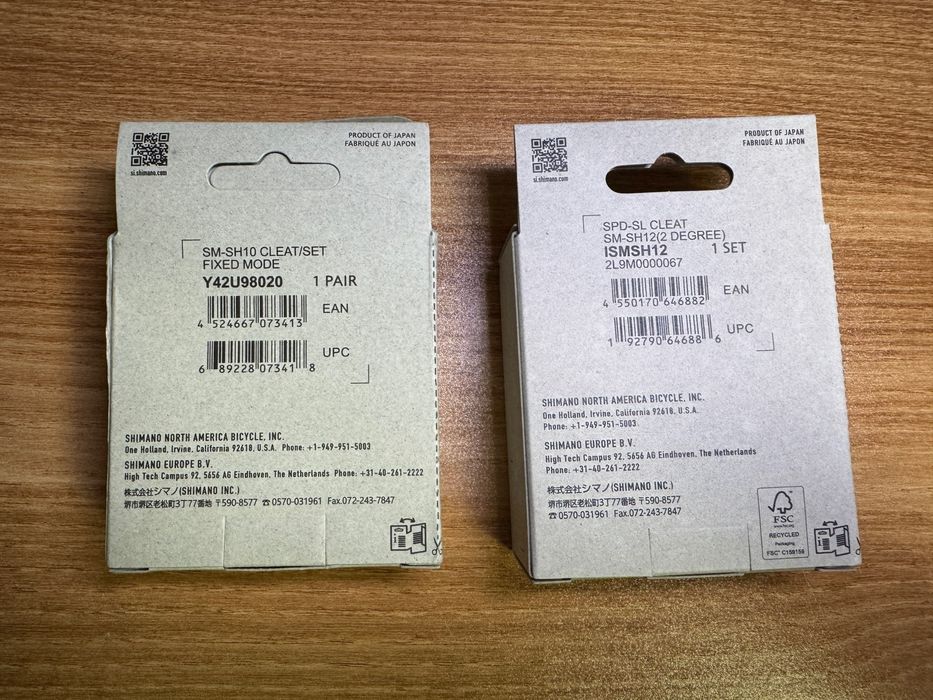 si.shimano.com
PRODUCT OF JAPAN
FABRIQUÉ AU JAPON
SM-SH10 CLEAT/SET
FIXED MODE
Y42U98020 1 PAIR
EAN
4 524667 073413
UPC
6 89228 07341 8
SHIMANO NORTH AMERICA BICYCLE, INC.
One Holland, Irvine, California 92618, U.S.A. Phone: +1-949-951-5003
SHIMANO EUROPE B.V.
High Tech Campus 92, 5656 AG Eindhoven, The Netherlands Phone: +31-40-261-2222
株式会社シマノ(SHIMANO INC.)
堺市堺区老松町3丁77番地 〒590-8577 ☎0570-031961 Fax.072-243-7847
si.shimano.com
PRODUCT OF JAPAN
FABRIQUÉ AU JAPON
SPD-SL CLEAT
SM-SH12(2 DEGREE)
ISMSH12 1 SET
2L9M0000067
EAN
4 550170 646882
UPC
1 92790 64688 6
SHIMANO NORTH AMERICA BICYCLE, INC.
One Holland, Irvine, California 92618, U.S.A.
Phone: +1-949-951-5003
SHIMANO EUROPE B.V.
High Tech Campus 92, 5656 AG Eindhoven, The Netherlands
Phone: +31-40-261-2222
株式会社シマノ(SHIMANO INC.)
堺市堺区老松町3丁77番地 〒590-8577
☎0570-031961 Fax.072-243-7847
FSC
www.fsc.org
RECYCLED
Packaging
FSC® C159156